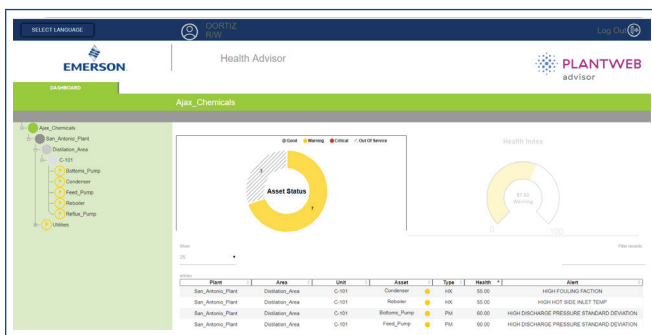 SELECT LANGUAGE
OORTIZ
R/W
Log Out
EMERSON
Health Advisor
PLANTWEB
advisor
DASHBOARD
Ajax_Chemicals
Ajax_Chemicals
San_Antonio_Plant
Distilation_Area
C-101
Bottoms_Pump
Condenser
Feed_Pump
Reboiler
Reflux_Pump
Utilities
Good Warning Critical Out Of Service
3
Asset Status
7
Health Index
Warning
0 100
Show
25
entries
Filter records:
Plant Area Unit Asset Type Health Alert
San_Antonio_Plant Distilation_Area C-101 Condenser HX 55.00 HIGH FOULING FACTION
San_Antonio_Plant Distilation_Area C-101 Reboiler HX 55.00 HIGH HOT SIDE INLET TEMP
San_Antonio_Plant Distilation_Area C-101 Bottoms_Pump PM 60.00 HIGH DISCHARGE PRESSURE STANDARD DEVIATION
San_Antonio_Plant Distilation_Area C-101 Feed_Pump PM 60.00 HIGH DISCHARGE PRESSURE STANDARD DEVIATION